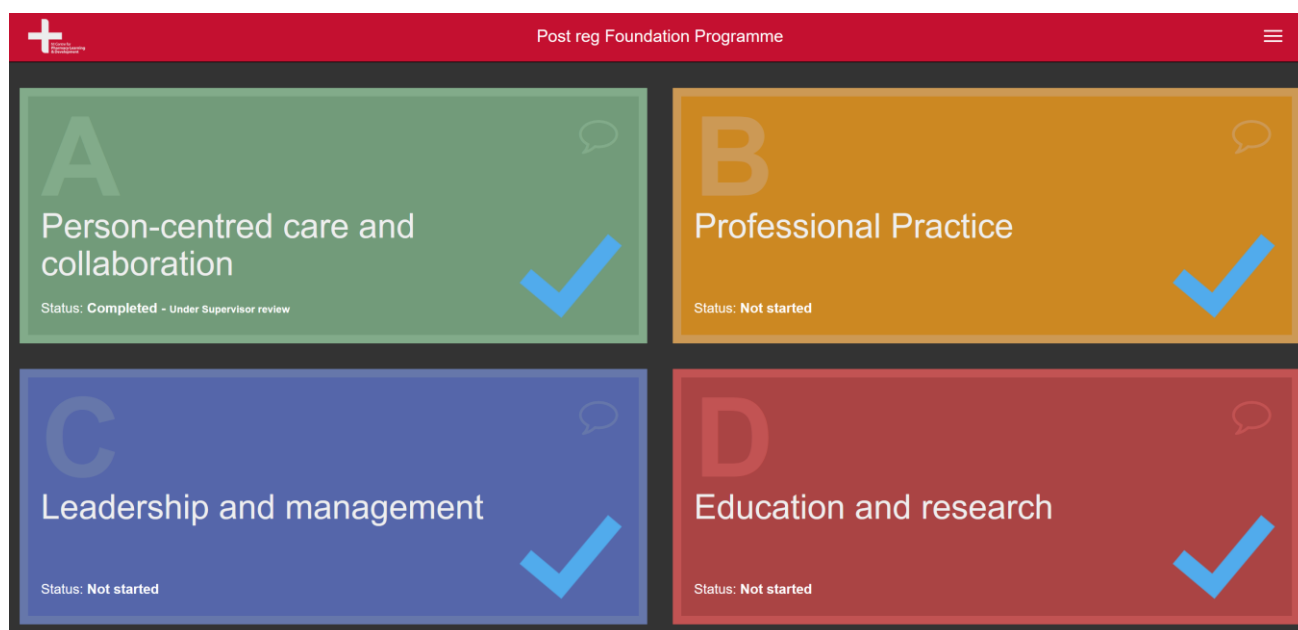 Post reg Foundation Programme
A
Person-centred care and
collaboration
Status: Completed - Under Supervisor review
B
Professional Practice
Status: Not started
C
Leadership and management
Status: Not started
D
Education and research
Status: Not started